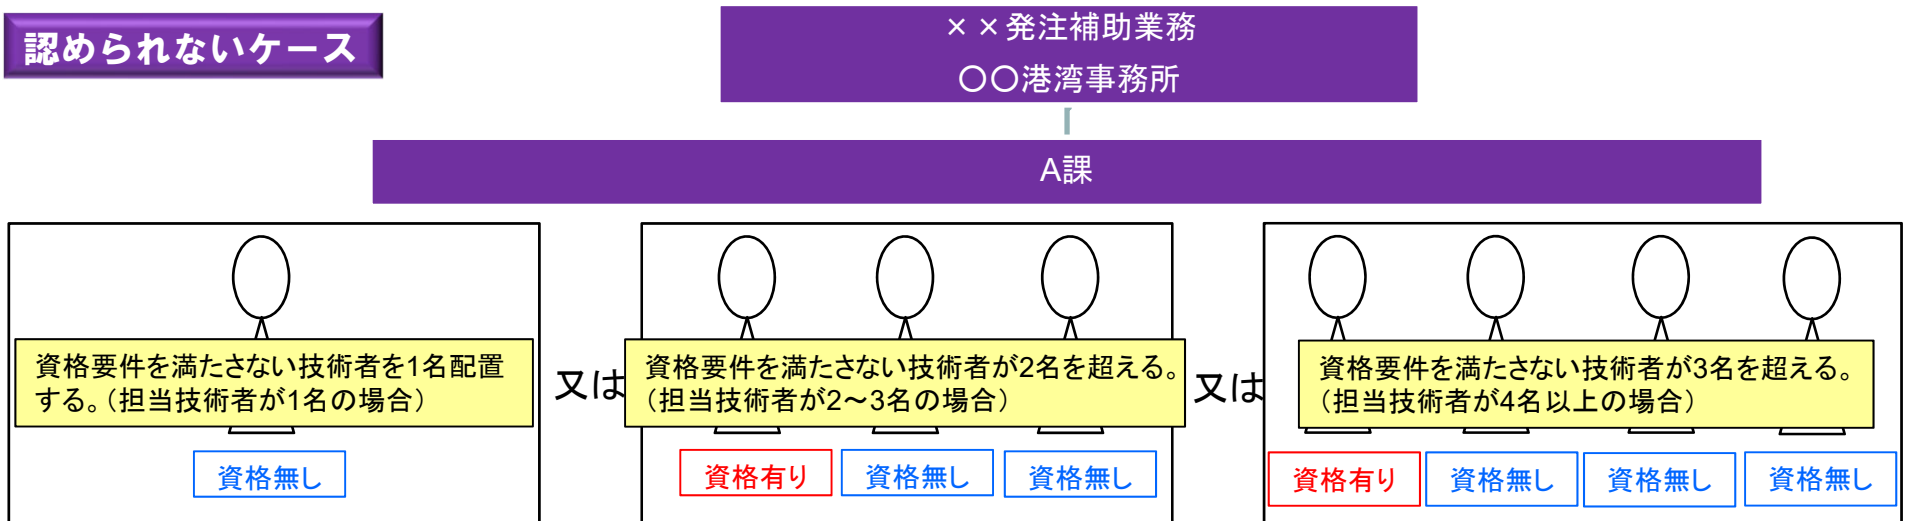 認められないケース
××発注補助業務
〇〇港湾事務所
A課
資格要件を満たさない技術者を1名配置
する。（担当技術者が1名の場合）
資格無し
又は
資格要件を満たさない技術者が2名を超える。
（担当技術者が2～3名の場合）
資格有り
資格無し
資格無し
又は
資格要件を満たさない技術者が3名を超える。
（担当技術者が4名以上の場合）
資格有り
資格無し
資格無し
資格無し